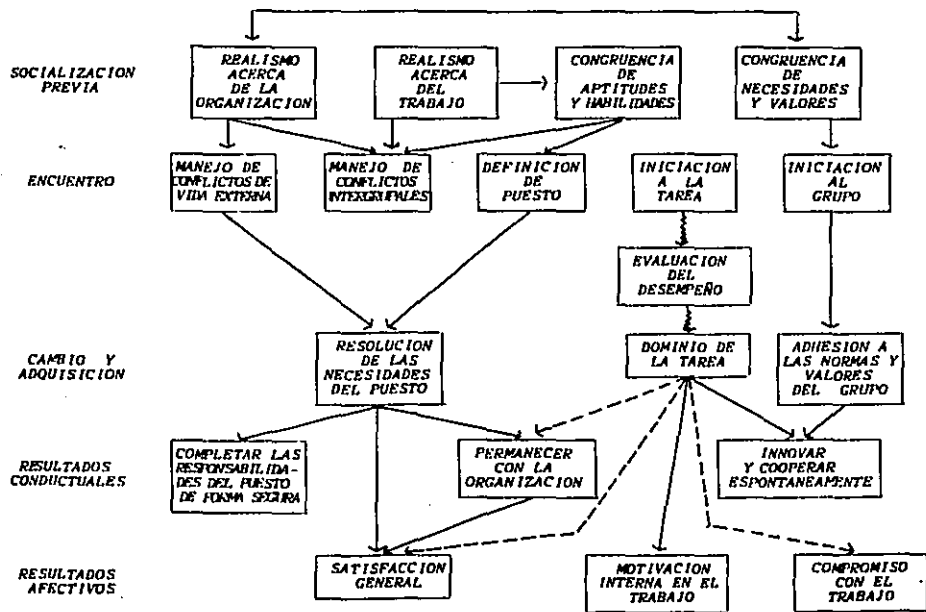 SOCIALIZACION
PREVIA
REALISMO
ACERCA
DE LA
ORGANIZACION
REALISMO
ACERCA
DEL
TRABAJO
CONGRUENCIA
DE
APTITUDES
Y HABILIDADES
CONGRUENCIA
DE
NECESIDADES
Y VALORES
ENCUENTRO
MANEJO DE
CONFLICTOS DE
VIDA EXTERNA
MANEJO DE
CONFLICTOS
INTERGRUPALES
DEFINICION
DE
PUESTO
INICIACION
A LA
TAREA
INICIACION
AL
GRUPO
EVALUACION
DEL
DESEMPEÑO
CAMBIO Y
ADQUISICION
RESOLUCION
DE LAS
NECESIDADES
DEL PUESTO
DOMINIO DE
LA TAREA
ADHESION A
LAS NORMAS Y
VALORES
DEL GRUPO
RESULTADOS
CONDUCTUALES
COMPLETAR LAS
RESPONSABILIDA-
DES DEL PUESTO
DE FORMA SEGURA
PERMANECER
CON LA
ORGANIZACION
INNOVAR
Y COOPERAR
ESPONTANEAMENTE
RESULTADOS
AFECTIVOS
SATISFACCION
GENERAL
MOTIVACION
INTERNA EN EL
TRABAJO
COMPROMISO
CON EL
TRABAJO